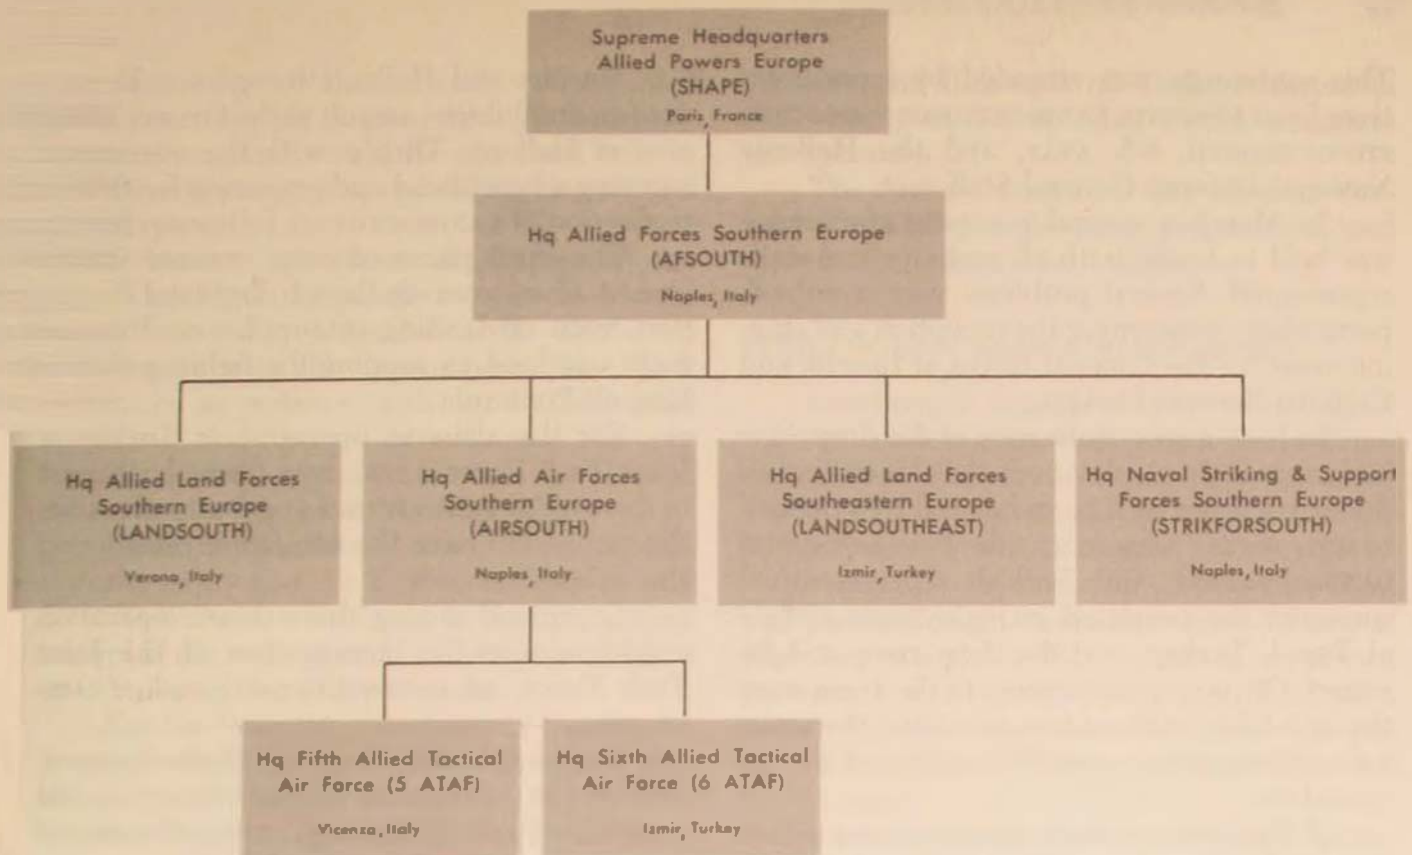 Supreme Headquarters
Allied Powers Europe
(SHAPE)
Paris, France
Hq Allied Forces Southern Europe
(AFSOUTH)
Naples, Italy
Hq Allied Land Forces
Southern Europe
(LANDSOUTH)
Verona, Italy
Hq Allied Air Forces
Southern Europe
(AIRSOUTH)
Naples, Italy
Hq Allied Land Forces
Southeastern Europe
(LANDSOUTHEAST)
Izmir, Turkey
Hq Naval Striking & Support
Forces Southern Europe
(STRIKFORSOUTH)
Naples, Italy
Hq Fifth Allied Tactical
Air Force (5 ATAF)
Vicenza, Italy
Hq Sixth Allied Tactical
Air Force (6 ATAF)
Izmir, Turkey